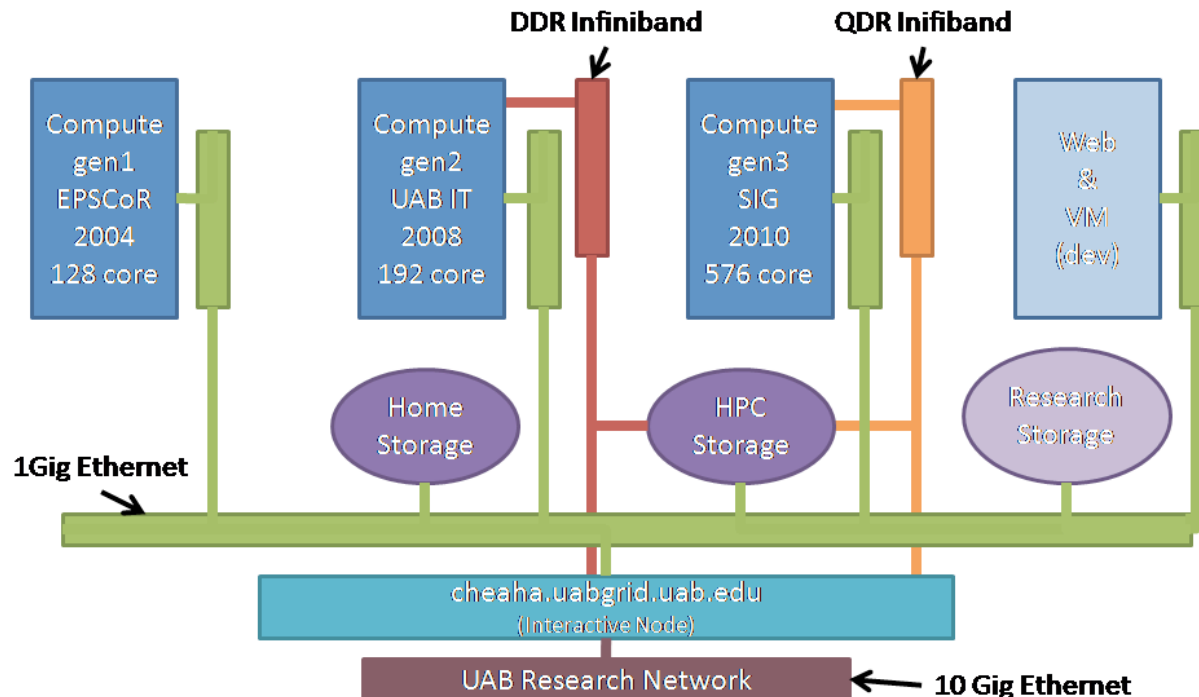 DDR Infiniband
QDR Inifiband
Compute
gen1
EPSCoR
2004
128 core
Compute
gen2
UAB IT
2008
192 core
Compute
gen3
SIG
2010
576 core
Web
&
VM
(dev)
Home
Storage
HPC
Storage
Research
Storage
1Gig Ethernet
cheaha.uabgrid.uab.edu
(Interactive Node)
UAB Research Network
10 Gig Ethernet